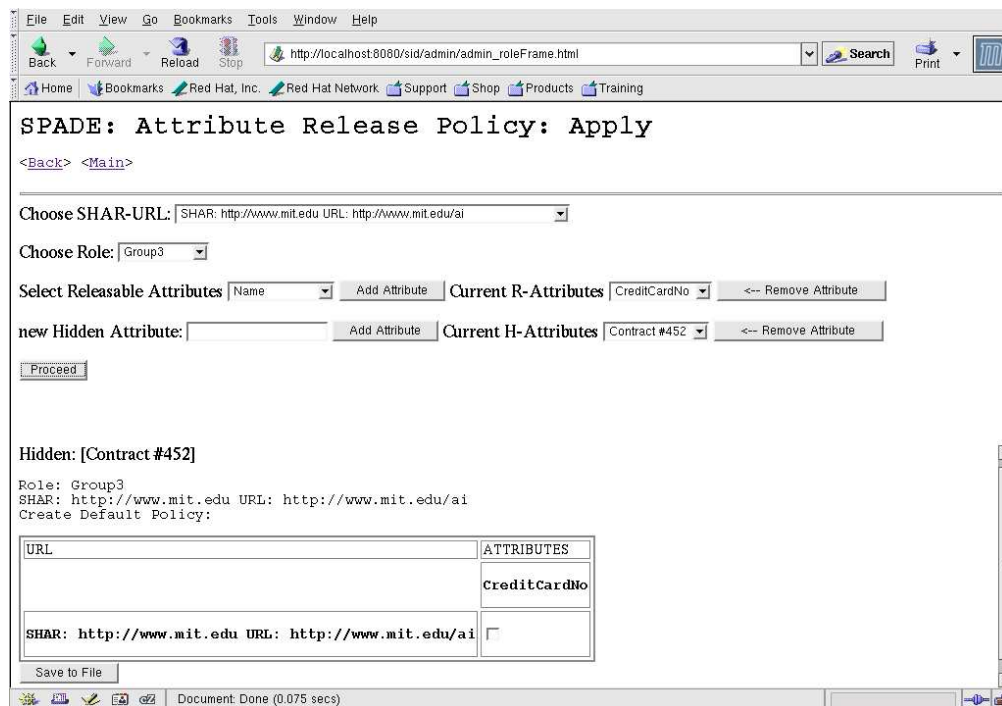 File Edit View Go Bookmarks Tools Window Help
Back Forward Reload Stop http://localhost:8080/sid/admin/admin_roleFrame.html Search Print
Home Bookmarks Red Hat, Inc. Red Hat Network Support Shop Products Training
SPADE: Attribute Release Policy: Apply
<Back> <Main>
Choose SHAR-URL: SHAR: http://www.mit.edu URL: http://www.mit.edu/ai
Choose Role: Group3
Select Releasable Attributes Name Add Attribute Current R-Attributes CreditCardNo <-- Remove Attribute
new Hidden Attribute: Add Attribute Current H-Attributes Contract #452 <-- Remove Attribute
Proceed
Hidden: [Contract #452]
Role: Group3
SHAR: http://www.mit.edu URL: http://www.mit.edu/ai
Create Default Policy:
URL ATTRIBUTES
CreditCardNo
SHAR: http://www.mit.edu URL: http://www.mit.edu/ai
Save to File
Document: Done (0.075 secs)